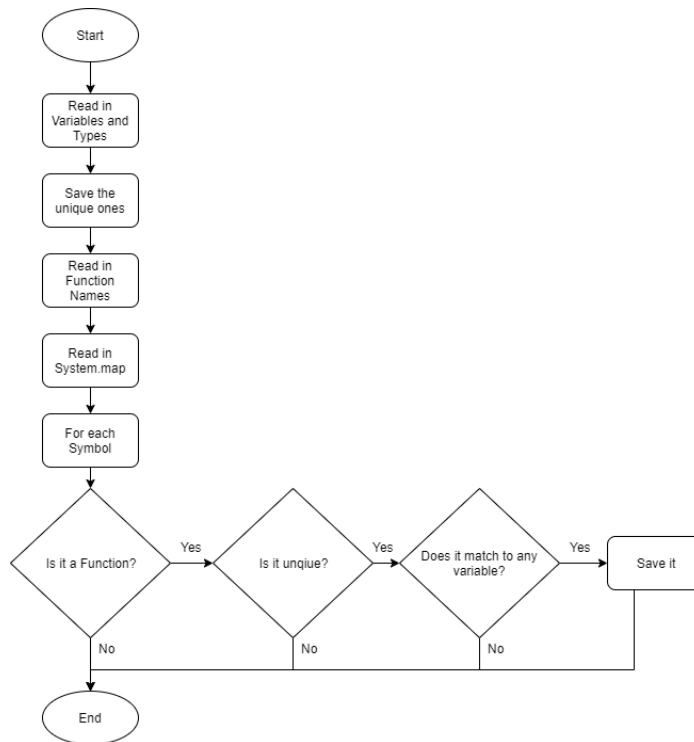 Start
Read in
Variables and
Types
Save the
unique ones
Read in
Function
Names
Read in
System.map
For each
Symbol
Is it a Function?
Yes
Is it unqiue?
Yes
Does it match to any
variable?
Yes
Save it
No
No
No
End